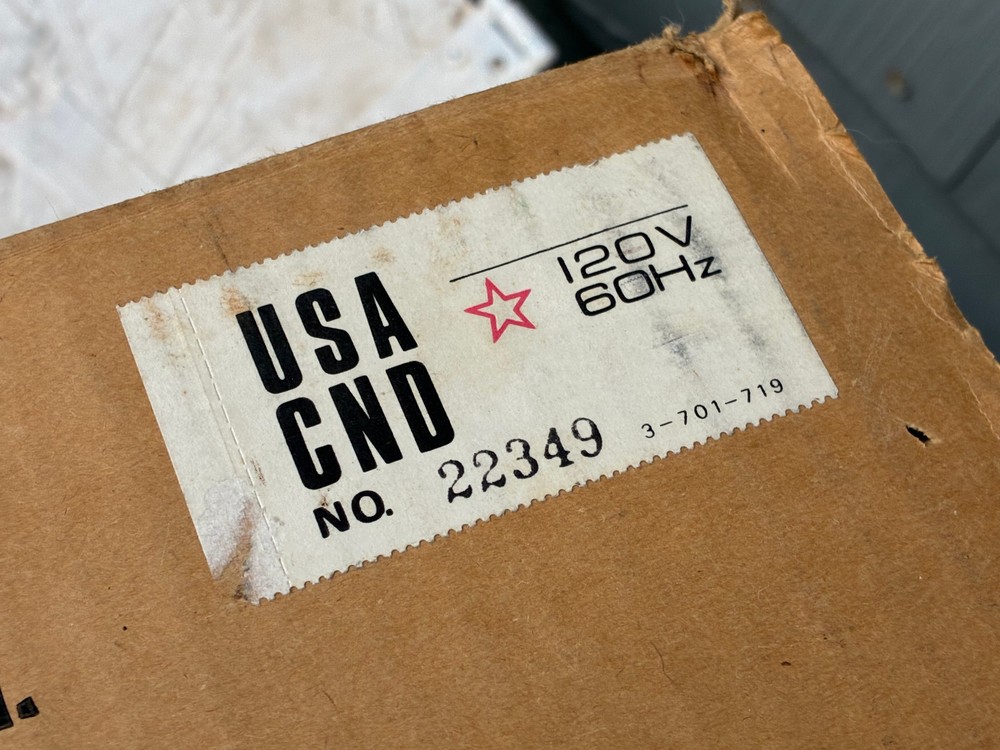 USA
CND
120V
60Hz
NO. 22349
3-701-719